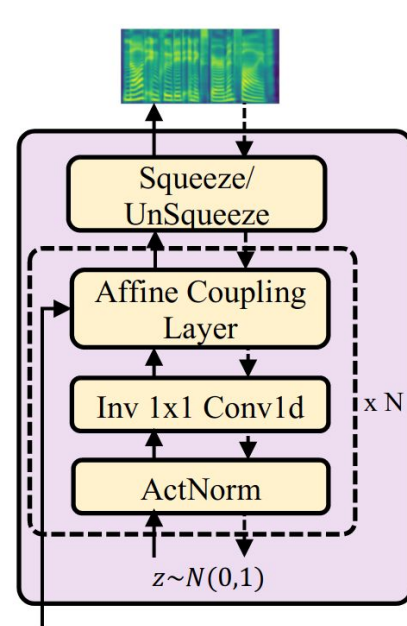 Squeeze/
UnSqueeze
Affine Coupling
Layer
Inv 1x1 Conv1d
x N
ActNorm
z~N(0,1)